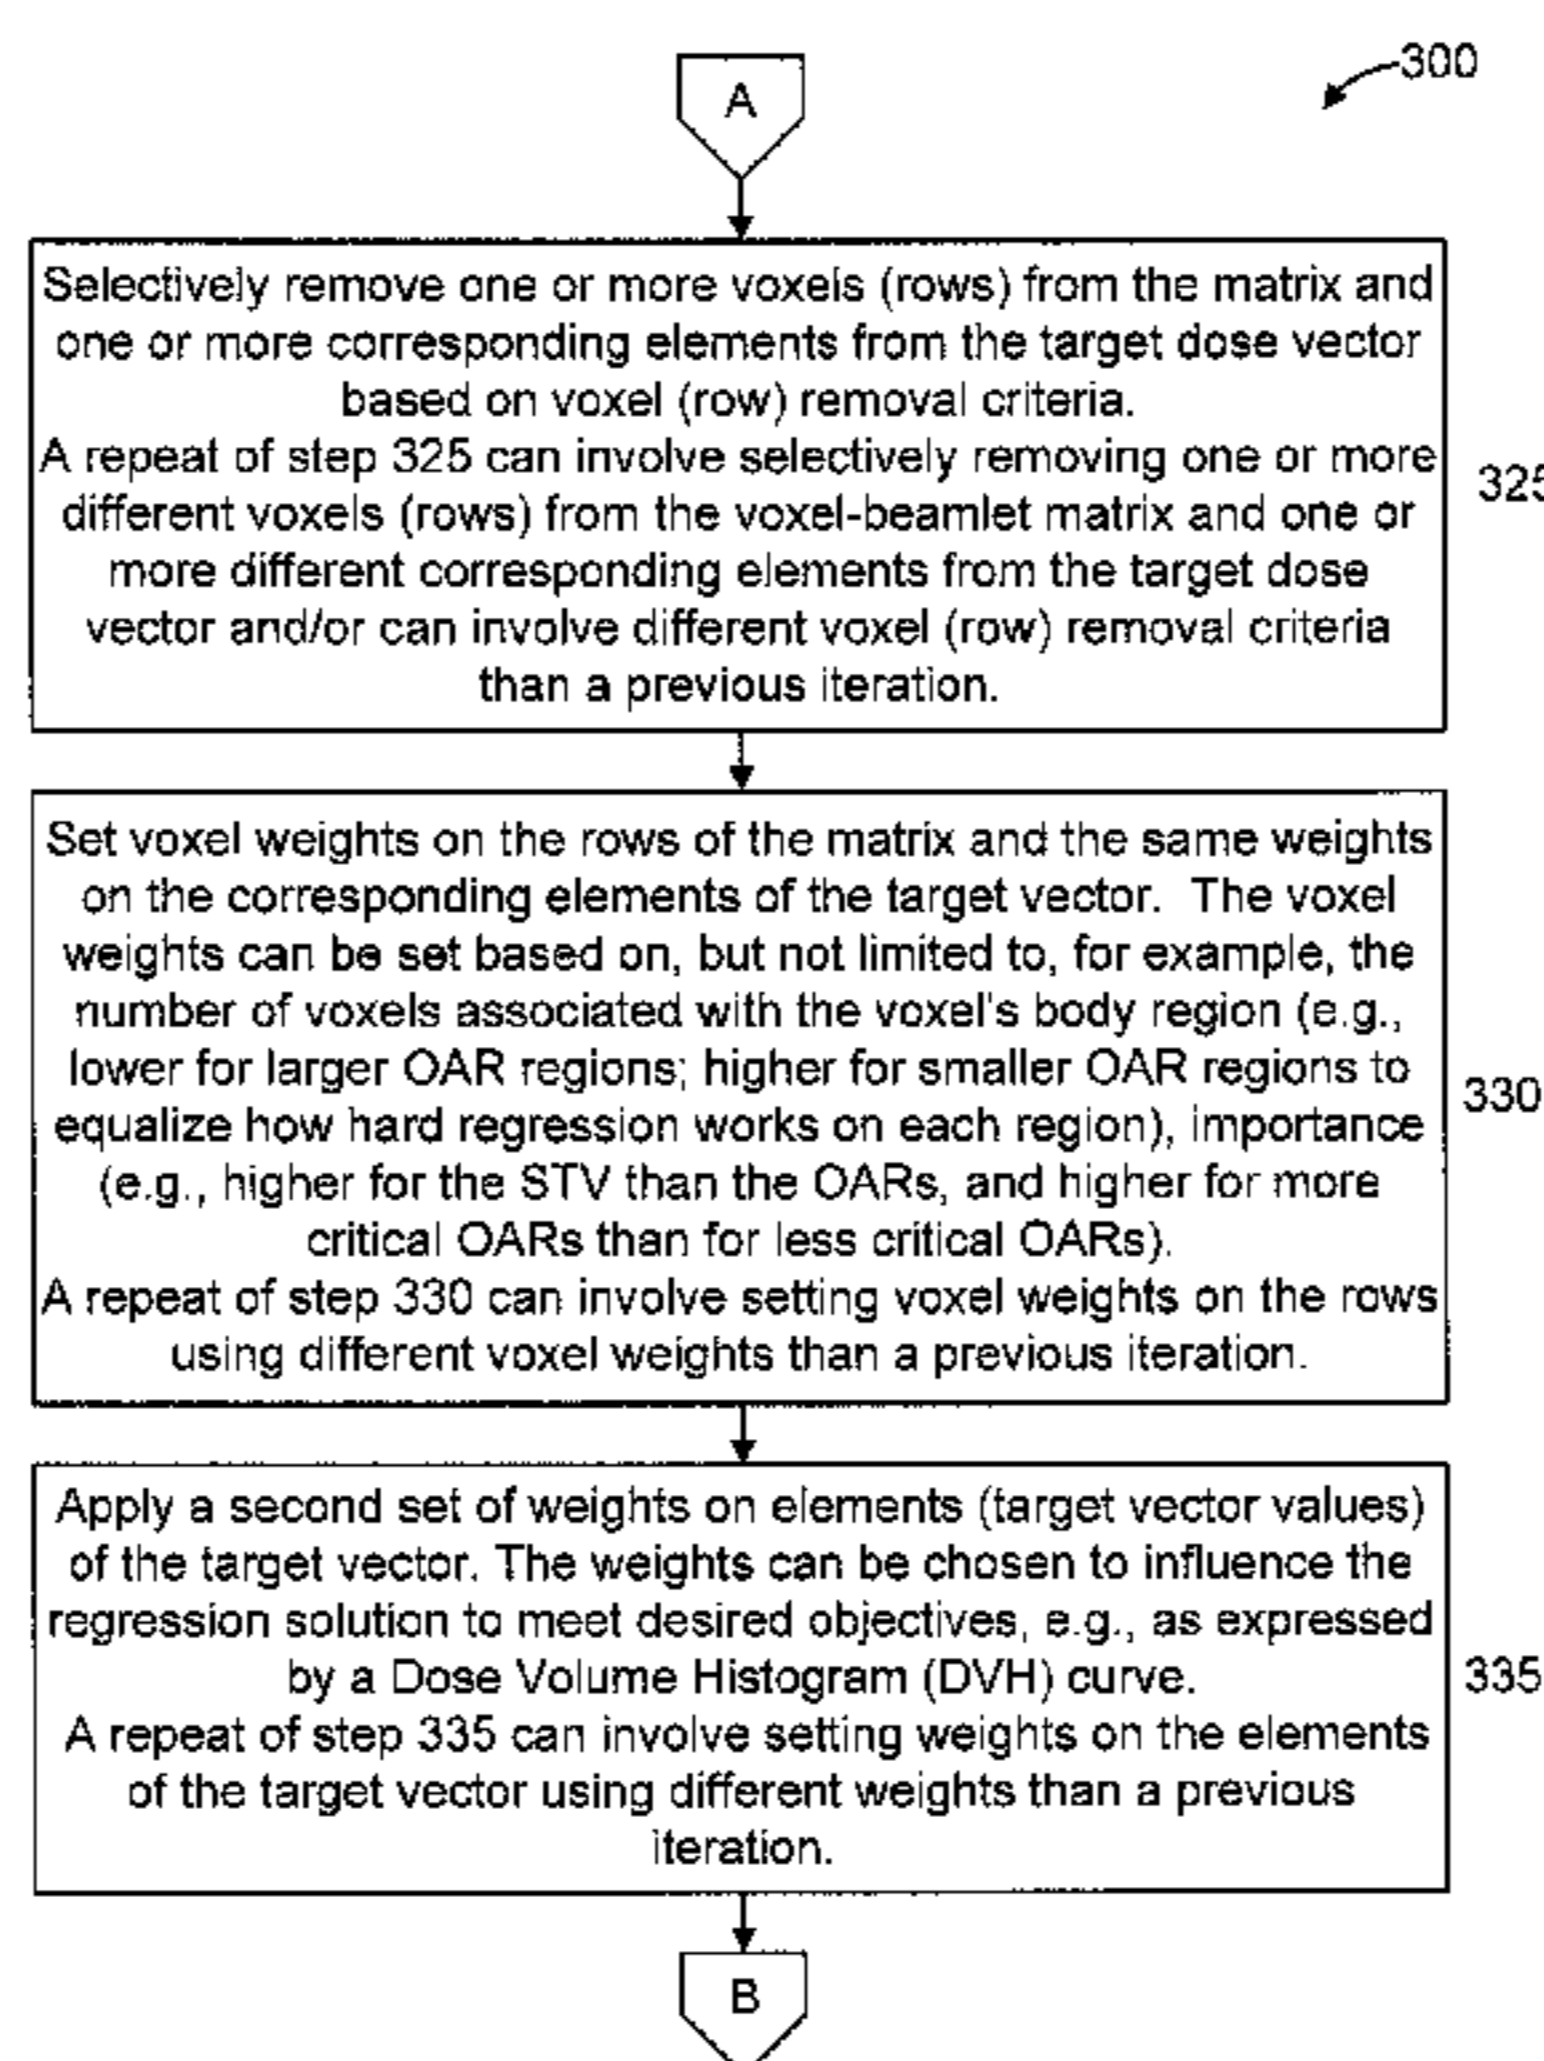 300
A
Selectively remove one or more voxels (rows) from the matrix and
one or more corresponding elements from the target dose vector
based on voxel (row) removal criteria.
A repeat of step 325 can involve selectively removing one or more
different voxels (rows) from the voxel-beamlet matrix and one or
more different corresponding elements from the target dose
vector and/or can involve different voxel (row) removal criteria
than a previous iteration.
325
Set voxel weights on the rows of the matrix and the same weights
on the corresponding elements of the target vector. The voxel
weights can be set based on, but not limited to, for example, the
number of voxels associated with the voxel's body region (e.g.,
lower for larger OAR regions; higher for smaller OAR regions to
equalize how hard regression works on each region), importance
(e.g., higher for the STV than the OARs, and higher for more
critical OARs than for less critical OARs).
A repeat of step 330 can involve setting voxel weights on the rows
using different voxel weights than a previous iteration.
330
Apply a second set of weights on elements (target vector values)
of the target vector. The weights can be chosen to influence the
regression solution to meet desired objectives, e.g., as expressed
by a Dose Volume Histogram (DVH) curve.
A repeat of step 335 can involve setting weights on the elements
of the target vector using different weights than a previous
iteration.
335
B